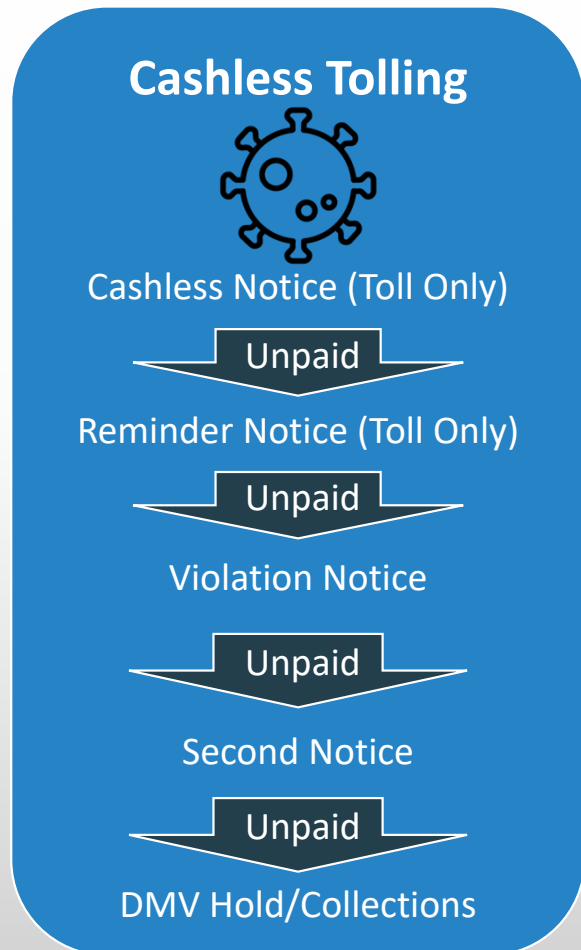 Cashless Tolling
Cashless Notice (Toll Only)
Unpaid
Reminder Notice (Toll Only)
Unpaid
Violation Notice
Unpaid
Second Notice
Unpaid
DMV Hold/Collections